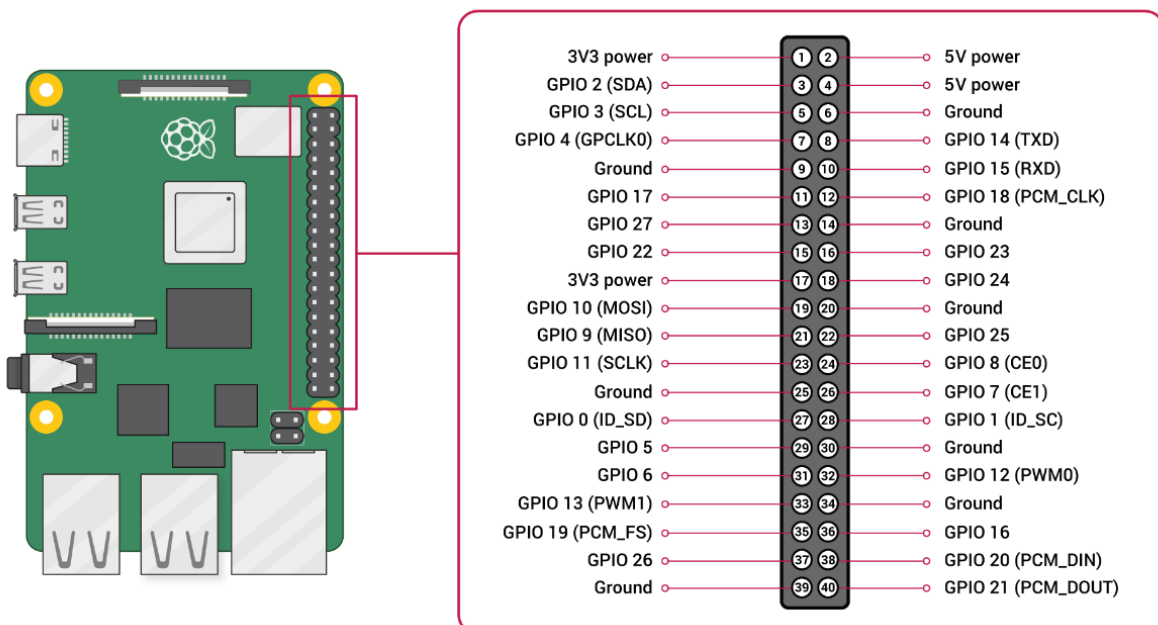 3V3 power 1 2 5V power
GPIO 2 (SDA) 3 4 5V power
GPIO 3 (SCL) 5 6 Ground
GPIO 4 (GPCLK0) 7 8 GPIO 14 (TXD)
Ground 9 10 GPIO 15 (RXD)
GPIO 17 11 12 GPIO 18 (PCM_CLK)
GPIO 27 13 14 Ground
GPIO 22 15 16 GPIO 23
3V3 power 17 18 GPIO 24
GPIO 10 (MOSI) 19 20 Ground
GPIO 9 (MISO) 21 22 GPIO 25
GPIO 11 (SCLK) 23 24 GPIO 8 (CE0)
Ground 25 26 GPIO 7 (CE1)
GPIO 0 (ID_SD) 27 28 GPIO 1 (ID_SC)
GPIO 5 29 30 Ground
GPIO 6 31 32 GPIO 12 (PWM0)
GPIO 13 (PWM1) 33 34 Ground
GPIO 19 (PCM_FS) 35 36 GPIO 16
GPIO 26 37 38 GPIO 20 (PCM_DIN)
Ground 39 40 GPIO 21 (PCM_DOUT)